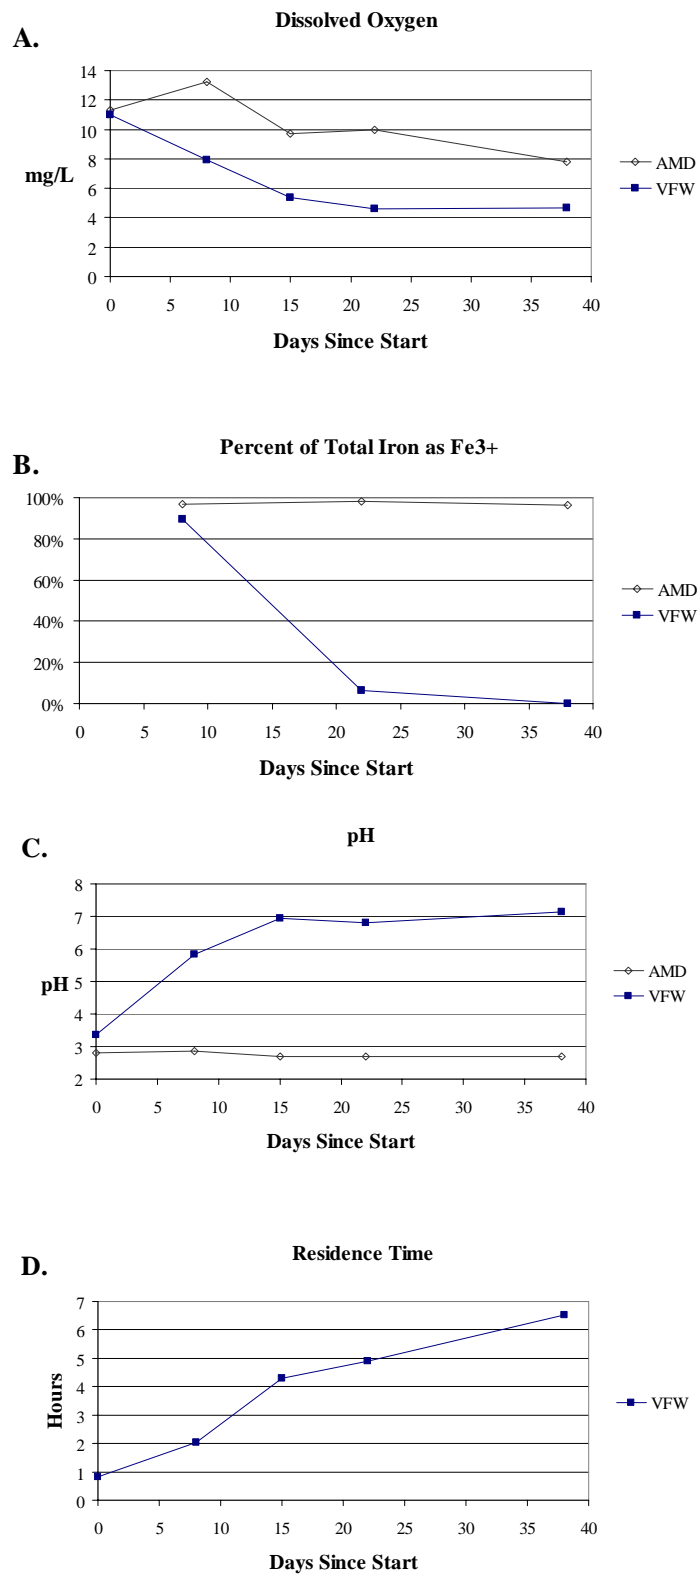 Dissolved Oxygen
A.
14
12
10
8
6
4
2
0
mg/L
0 5 10 15 20 25 30 35 40
Days Since Start
AMD
VFW
Percent of Total Iron as Fe3+
B.
100%
80%
60%
40%
20%
0%
0 5 10 15 20 25 30 35 40
Days Since Start
AMD
VFW
pH
C.
8
7
6
5
4
3
2
pH
0 5 10 15 20 25 30 35 40
Days Since Start
AMD
VFW
Residence Time
D.
7
6
5
4
3
2
1
0
Hours
0 5 10 15 20 25 30 35 40
Days Since Start
VFW